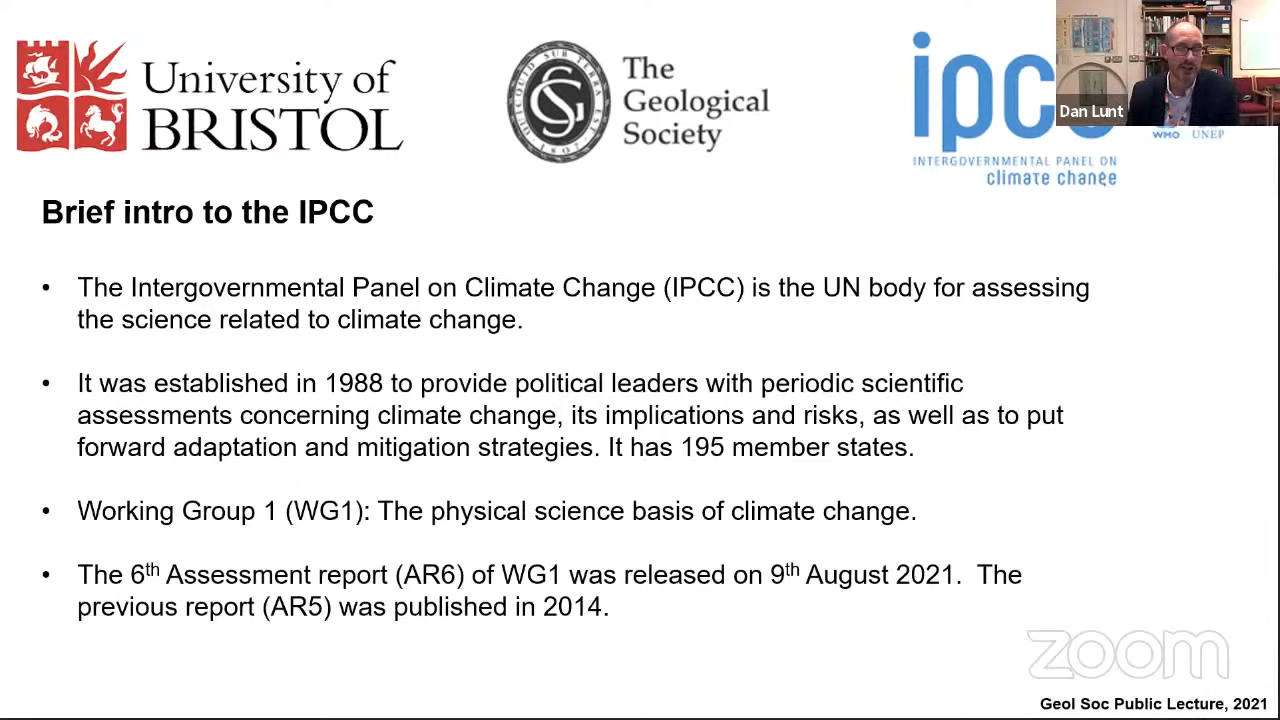 University of
BRISTOL
The
Geological
Society
QUICQUID SUB TERRA EST
1807
ipcc
INTERGOVERNMENTAL PANEL ON
climate change
WMO UNEP
Dan Lunt
Brief intro to the IPCC
• The Intergovernmental Panel on Climate Change (IPCC) is the UN body for assessing
the science related to climate change.
• It was established in 1988 to provide political leaders with periodic scientific
assessments concerning climate change, its implications and risks, as well as to put
forward adaptation and mitigation strategies. It has 195 member states.
• Working Group 1 (WG1): The physical science basis of climate change.
• The 6th Assessment report (AR6) of WG1 was released on 9th August 2021. The
previous report (AR5) was published in 2014.
zoom
Geol Soc Public Lecture, 2021